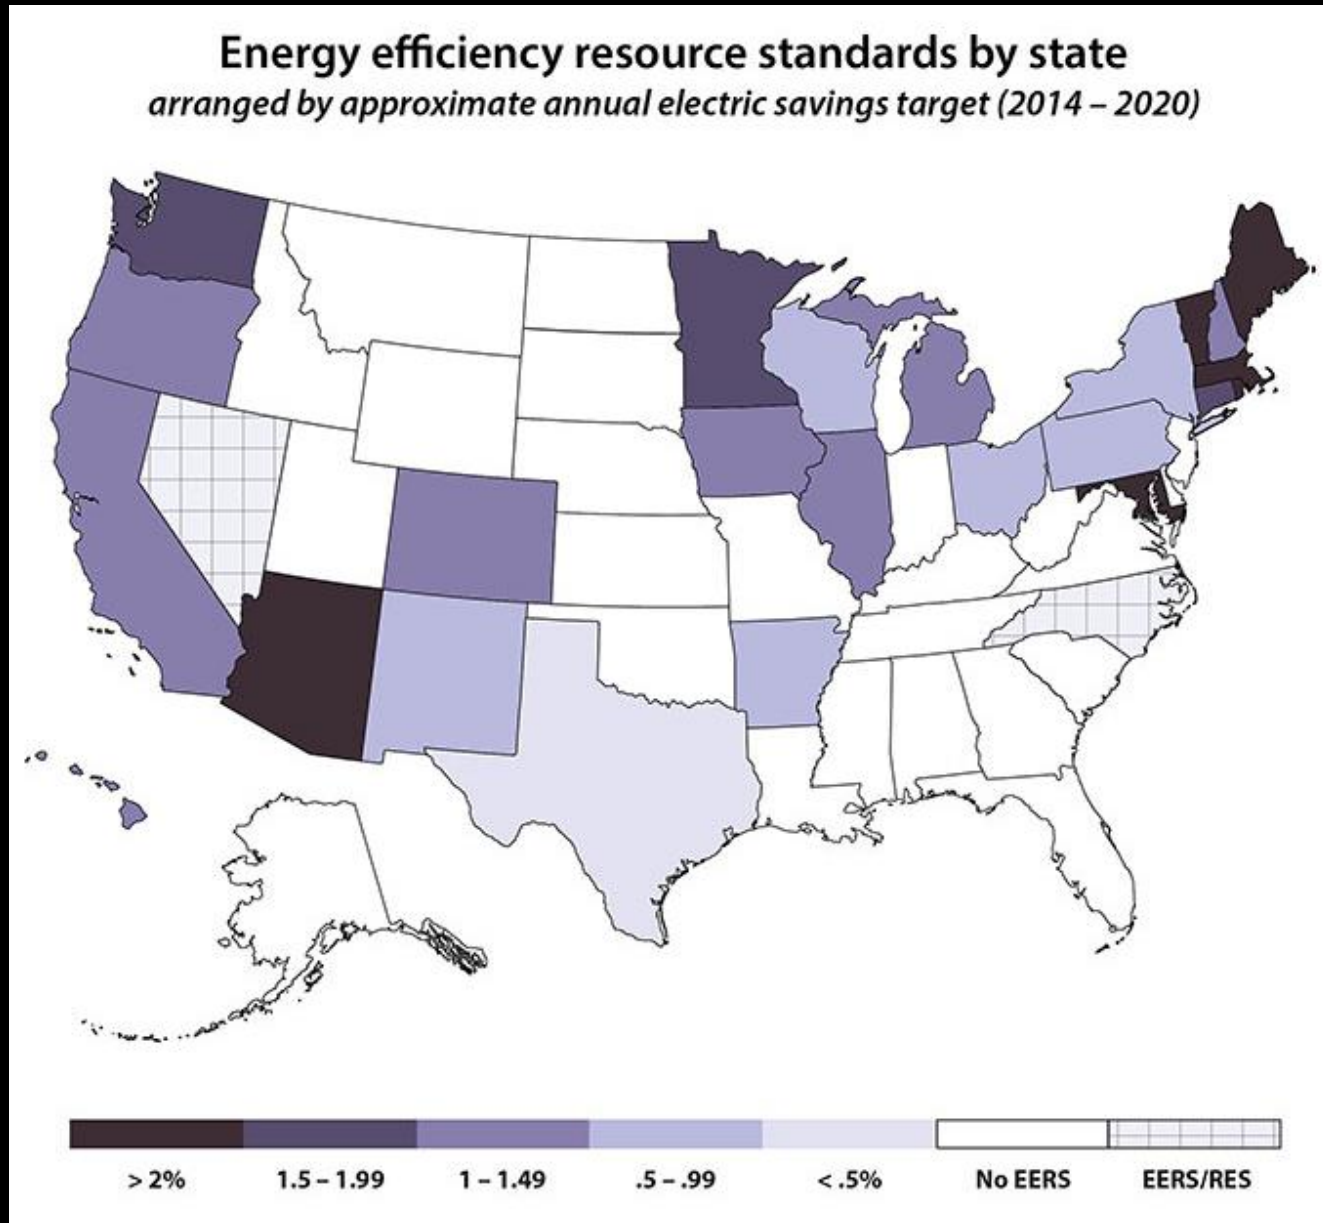 Energy efficiency resource standards by state
arranged by approximate annual electric savings target (2014 – 2020)
> 2%
1.5 – 1.99
1 – 1.49
.5 – .99
< .5%
No EERS
EERS/RES